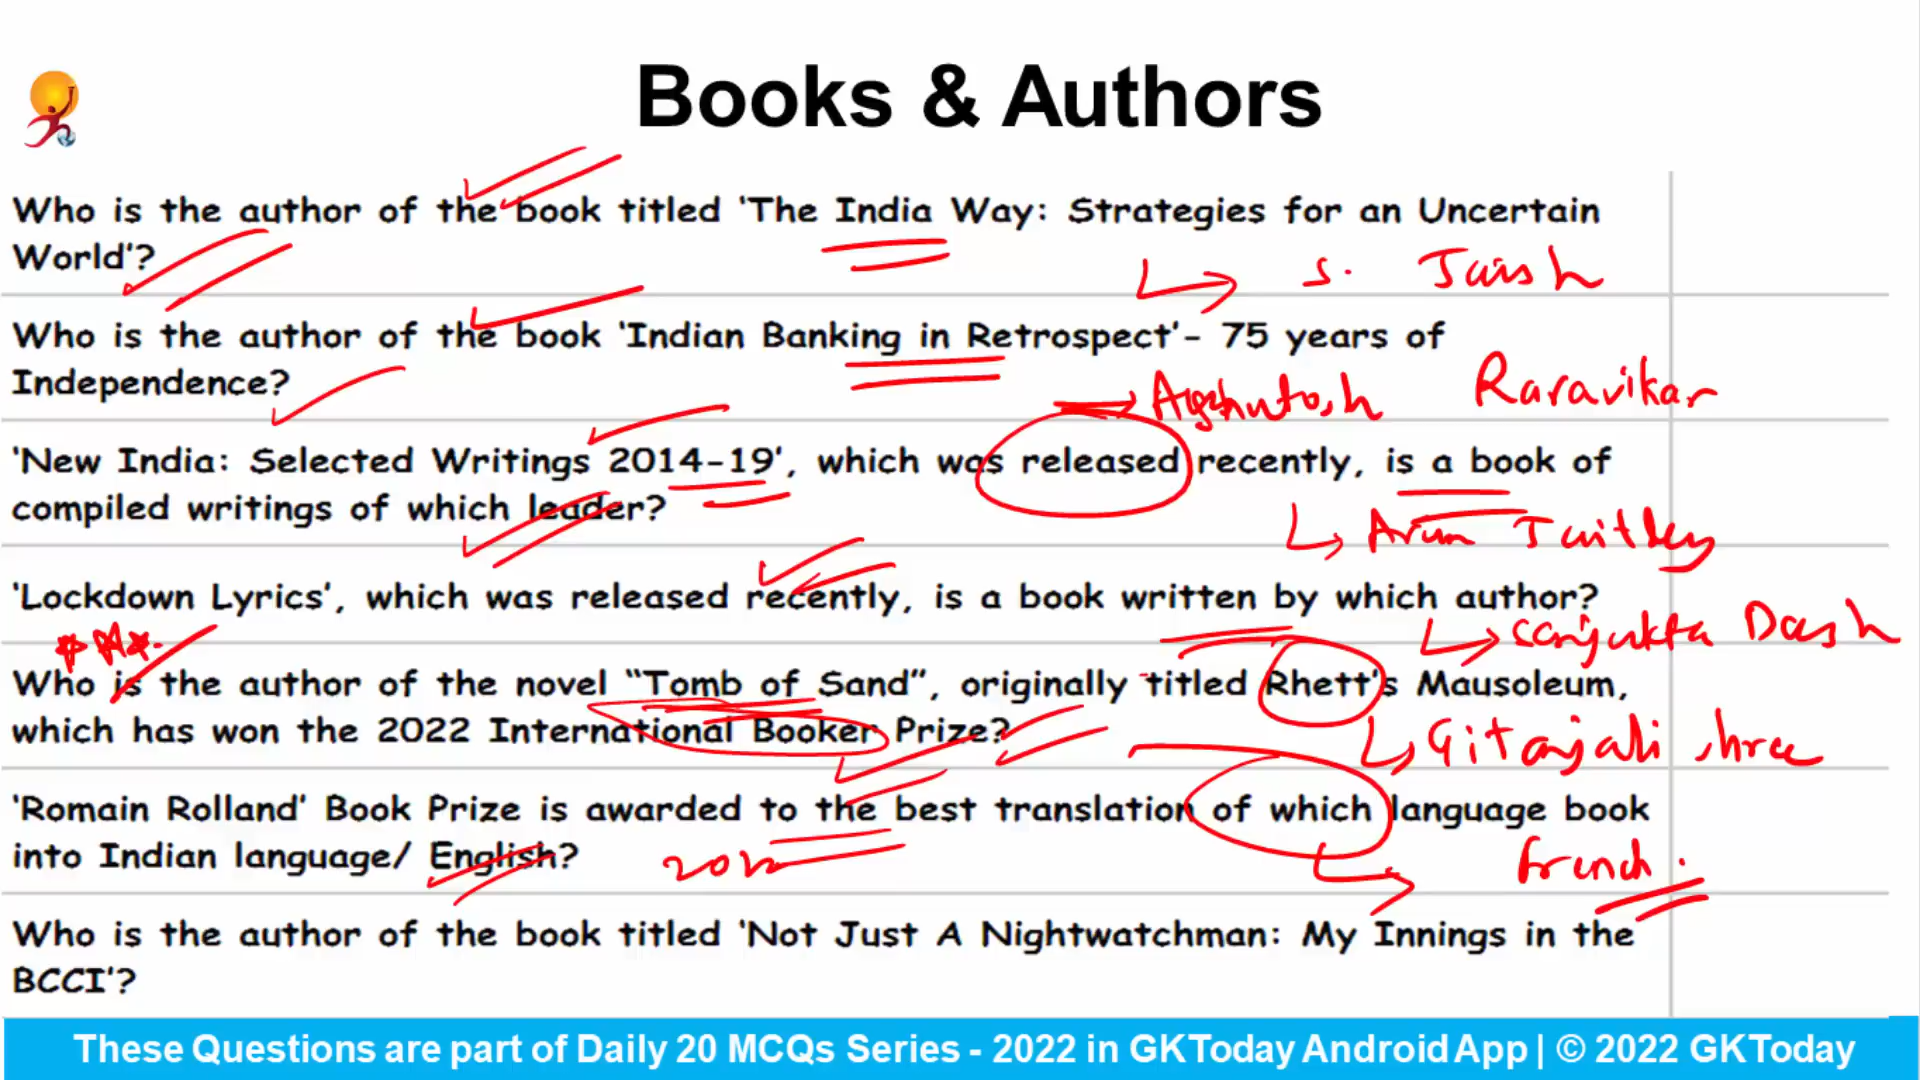 Books & Authors
Who is the author of the book titled 'The India Way: Strategies for an Uncertain
World'?
S. Jaish
Who is the author of the book 'Indian Banking in Retrospect'- 75 years of
Independence?
Ashutosh Raravikar
'New India: Selected Writings 2014-19', which was released recently, is a book of
compiled writings of which leader?
Arun Jaitley
'Lockdown Lyrics', which was released recently, is a book written by which author?
Sanjukta Dash
Who is the author of the novel “Tomb of Sand”, originally titled Rhett's Mausoleum,
which has won the 2022 International Booker Prize?
Gitanjali Shree
'Romain Rolland' Book Prize is awarded to the best translation of which language book
into Indian language/ English?
French.
Who is the author of the book titled 'Not Just A Nightwatchman: My Innings in the
BCCI'?
These Questions are part of Daily 20 MCQs Series - 2022 in GKToday Android App | © 2022 GKToday